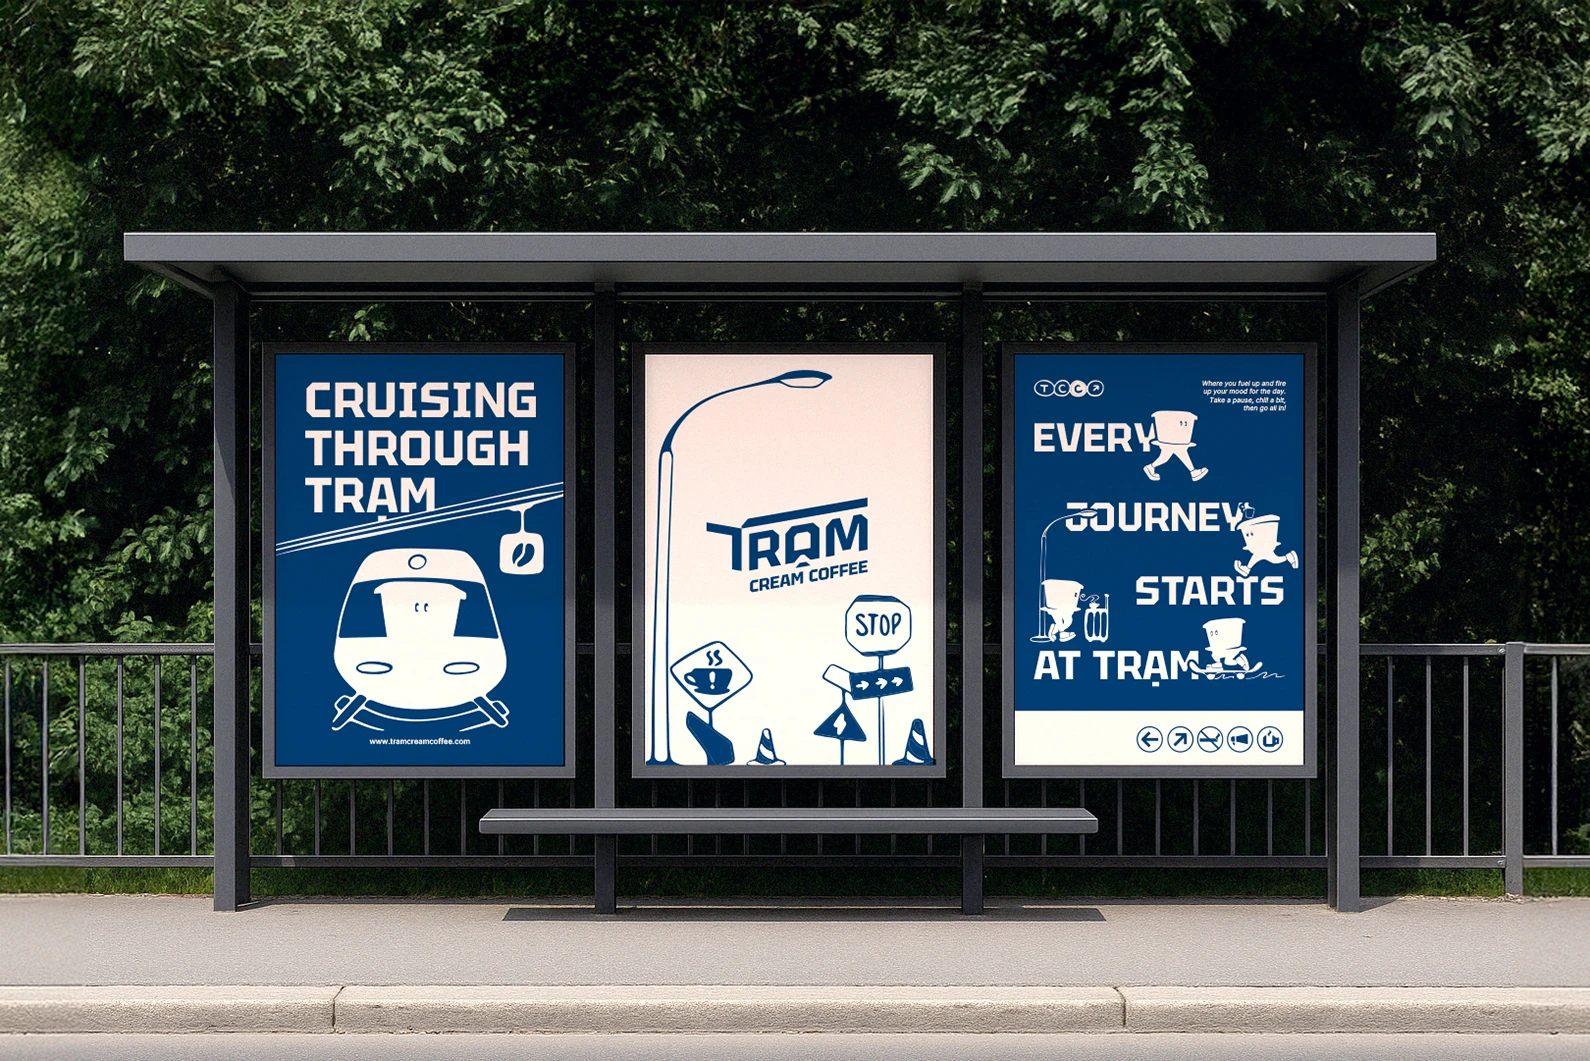 CRUISING
THROUGH
TRẠM
www.tramcreamcoffee.com
TRẠM
CREAM COFFEE
STOP
TCC
Where you fuel up and fire
up your mood for the day.
Take a pause, chill a bit,
then go all in!
EVERY
JOURNEY
STARTS
AT TRẠM